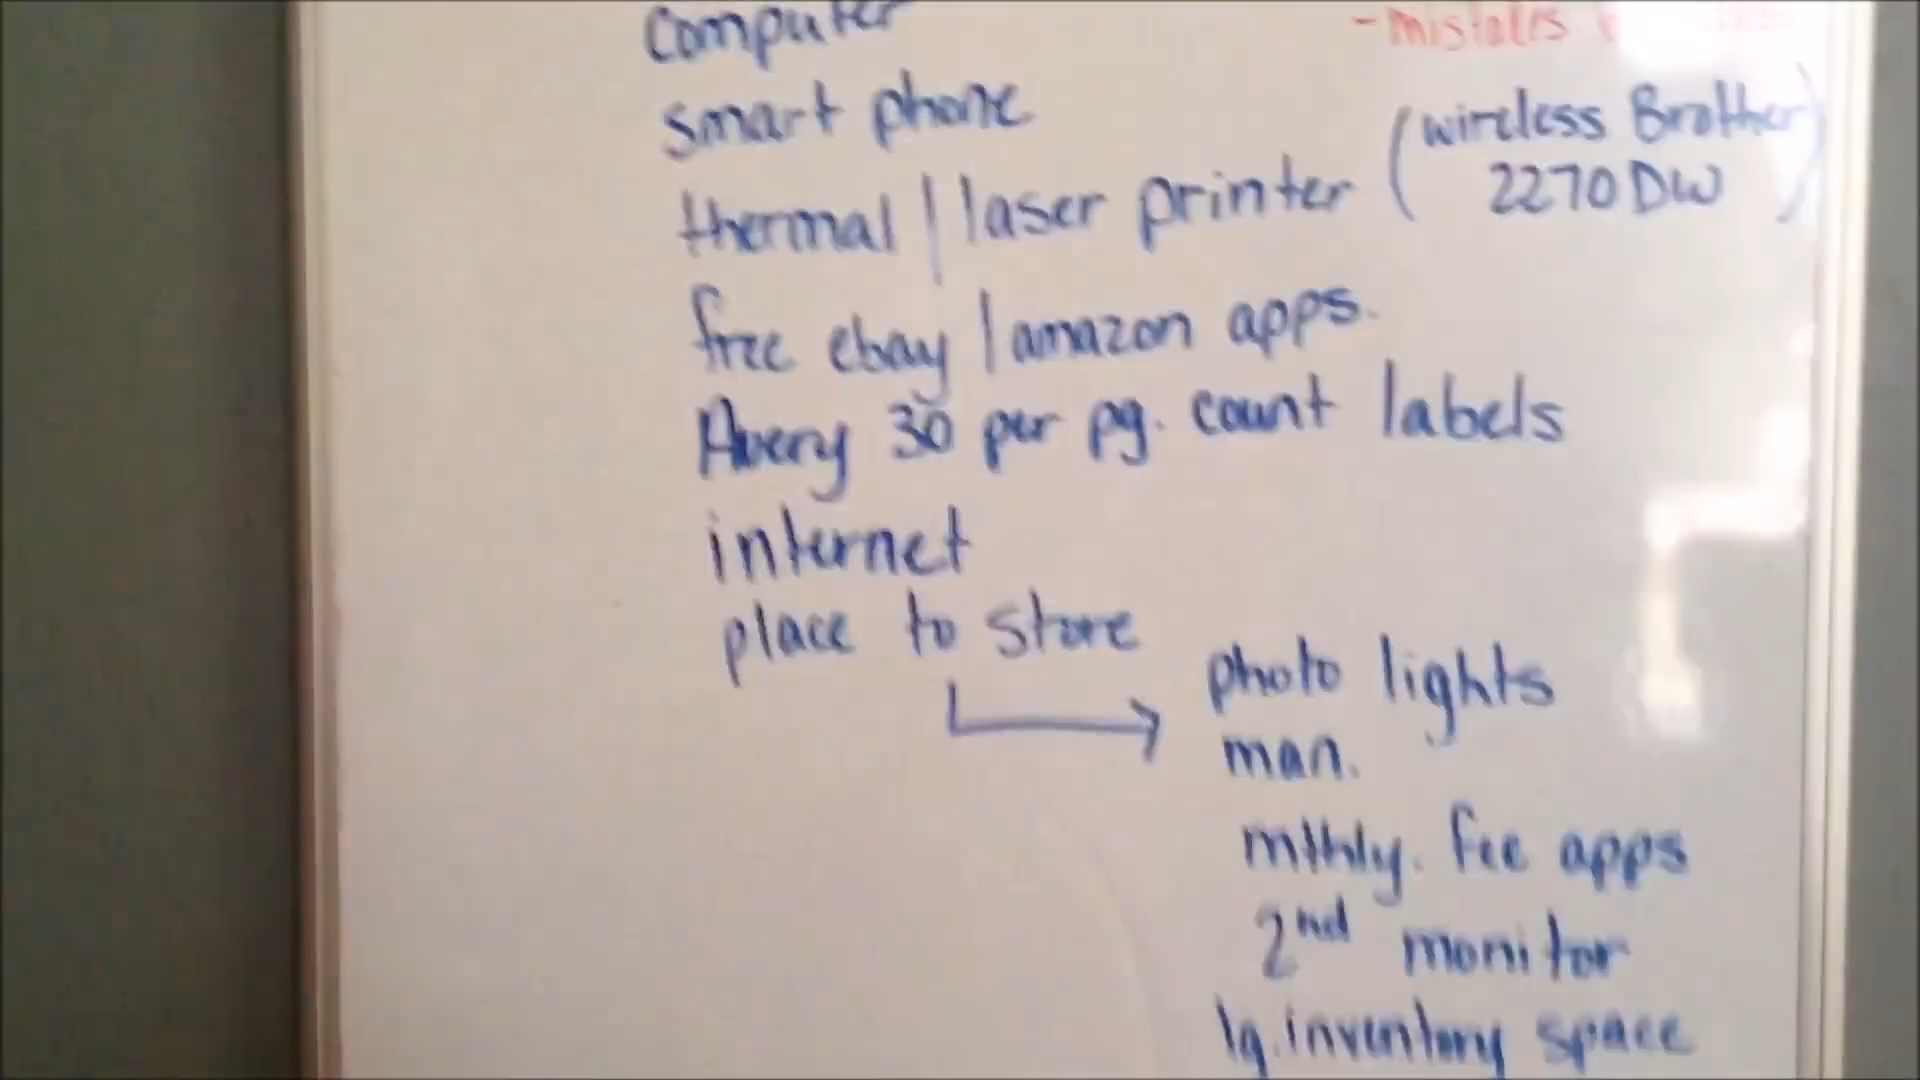 computer
- mistakes
smart phone
(wireless Brother
2270 DW)
thermal / laser printer
free ebay / amazon apps.
Avery 30 per pg. count labels
internet
place to store
photo lights
man.
mthly. fee apps
2nd monitor
lg. inventory space